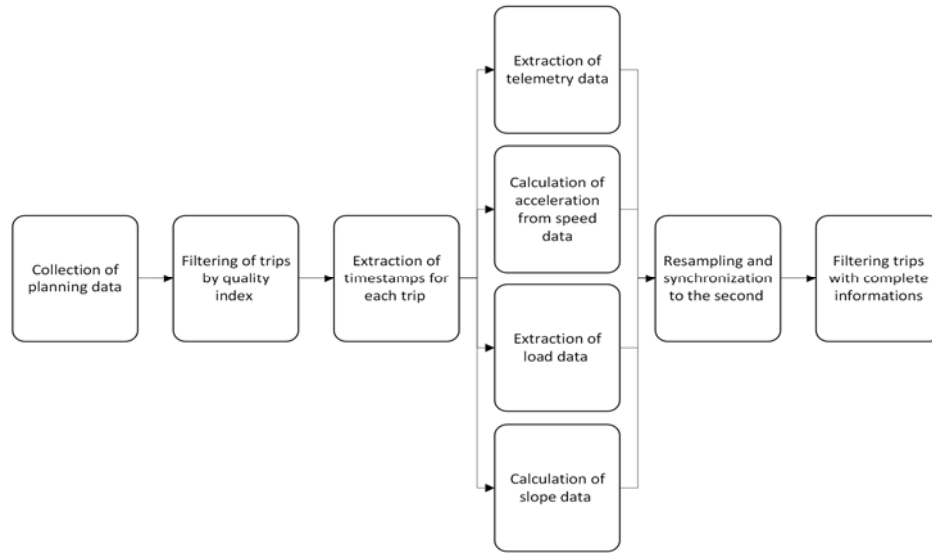 Collection of
planning data
Filtering of trips
by quality
index
Extraction of
timestamps for
each trip
Extraction of
telemetry data
Calculation of
acceleration
from speed
data
Extraction of
load data
Calculation of
slope data
Resampling and
synchronization
to the second
Filtering trips
with complete
informations